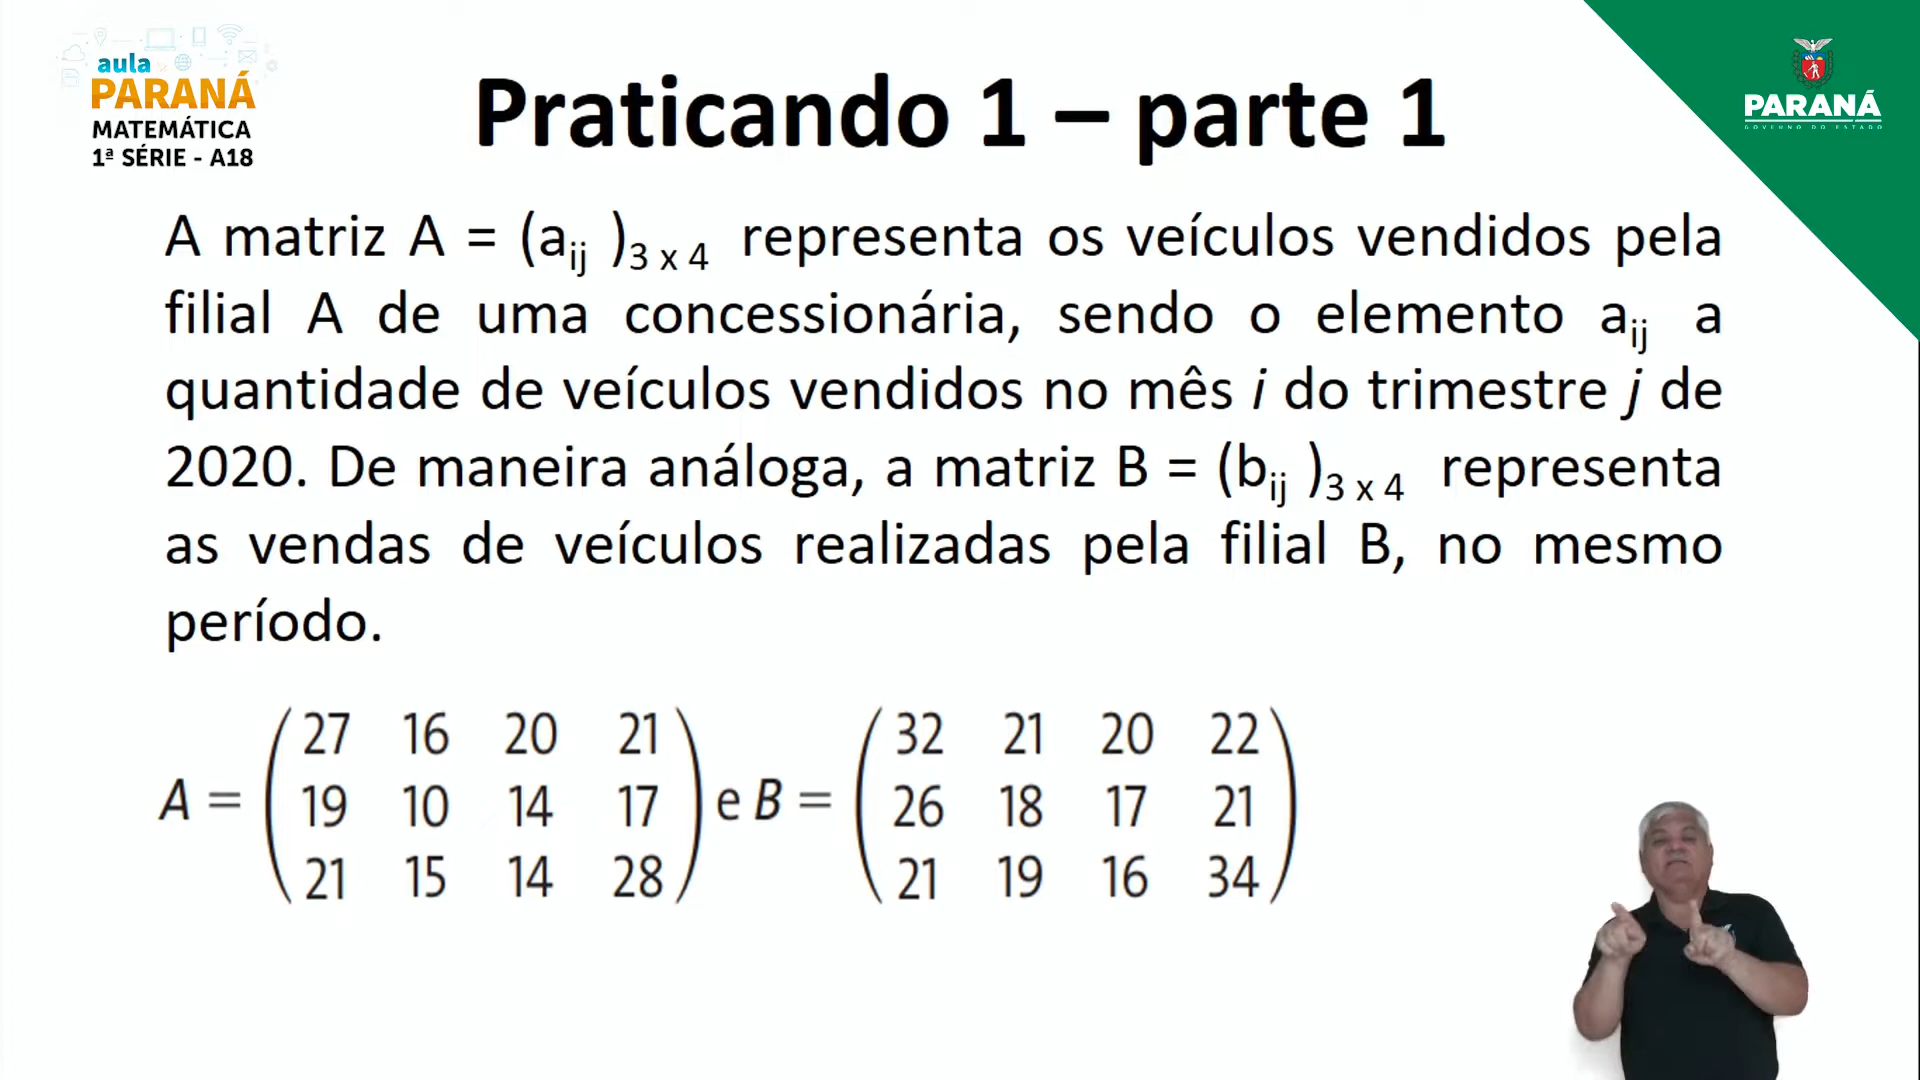 aula
PARANÁ
MATEMÁTICA
1ª SÉRIE - A18
Praticando 1 – parte 1
PARANÁ
GOVERNO DO ESTADO
A matriz A = (aij )3 x 4 representa os veículos vendidos pela
filial A de uma concessionária, sendo o elemento aij a
quantidade de veículos vendidos no mês i do trimestre j de
2020. De maneira análoga, a matriz B = (bij )3 x 4 representa
as vendas de veículos realizadas pela filial B, no mesmo
período.
27 16 20 21 32 21 20 22
A = 19 10 14 17 e B = 26 18 17 21
21 15 14 28 21 19 16 34